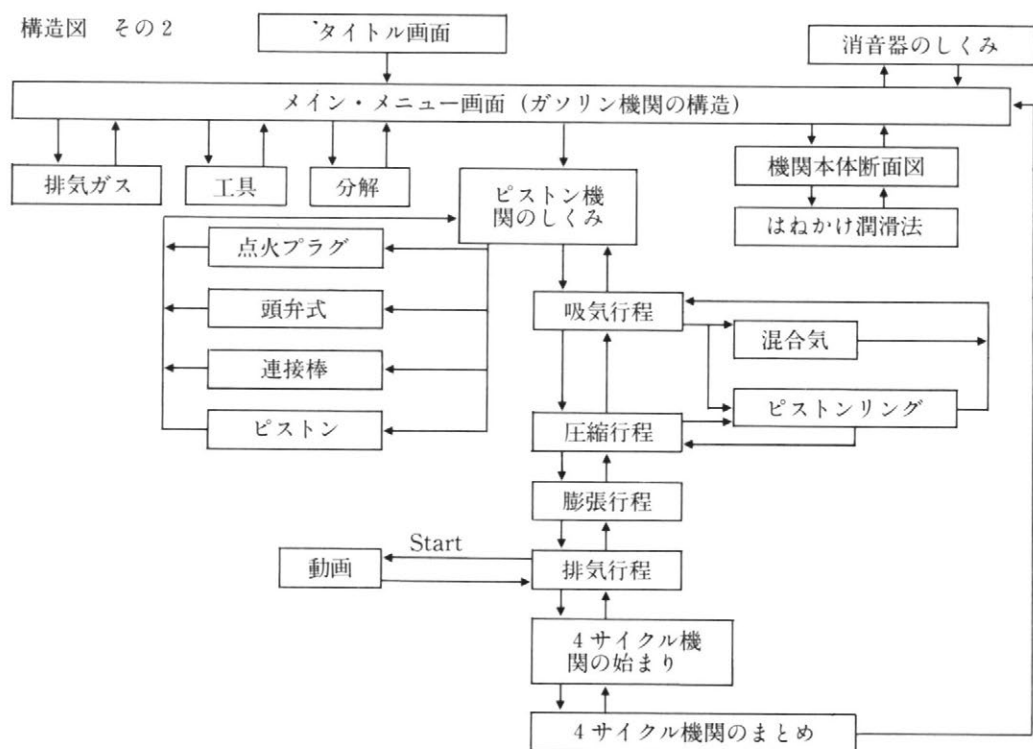 構造図 その2
タイトル画面
消音器のしくみ
メイン・メニュー画面(ガソリン機関の構造)
排気ガス
工具
分解
ピストン機
関のしくみ
機関本体断面図
はねかけ潤滑法
点火プラグ
頭弁式
連接棒
ピストン
吸気行程
混合気
ピストンリング
圧縮行程
膨張行程
Start
動画
排気行程
4サイクル機
関の始まり
4サイクル機関のまとめ